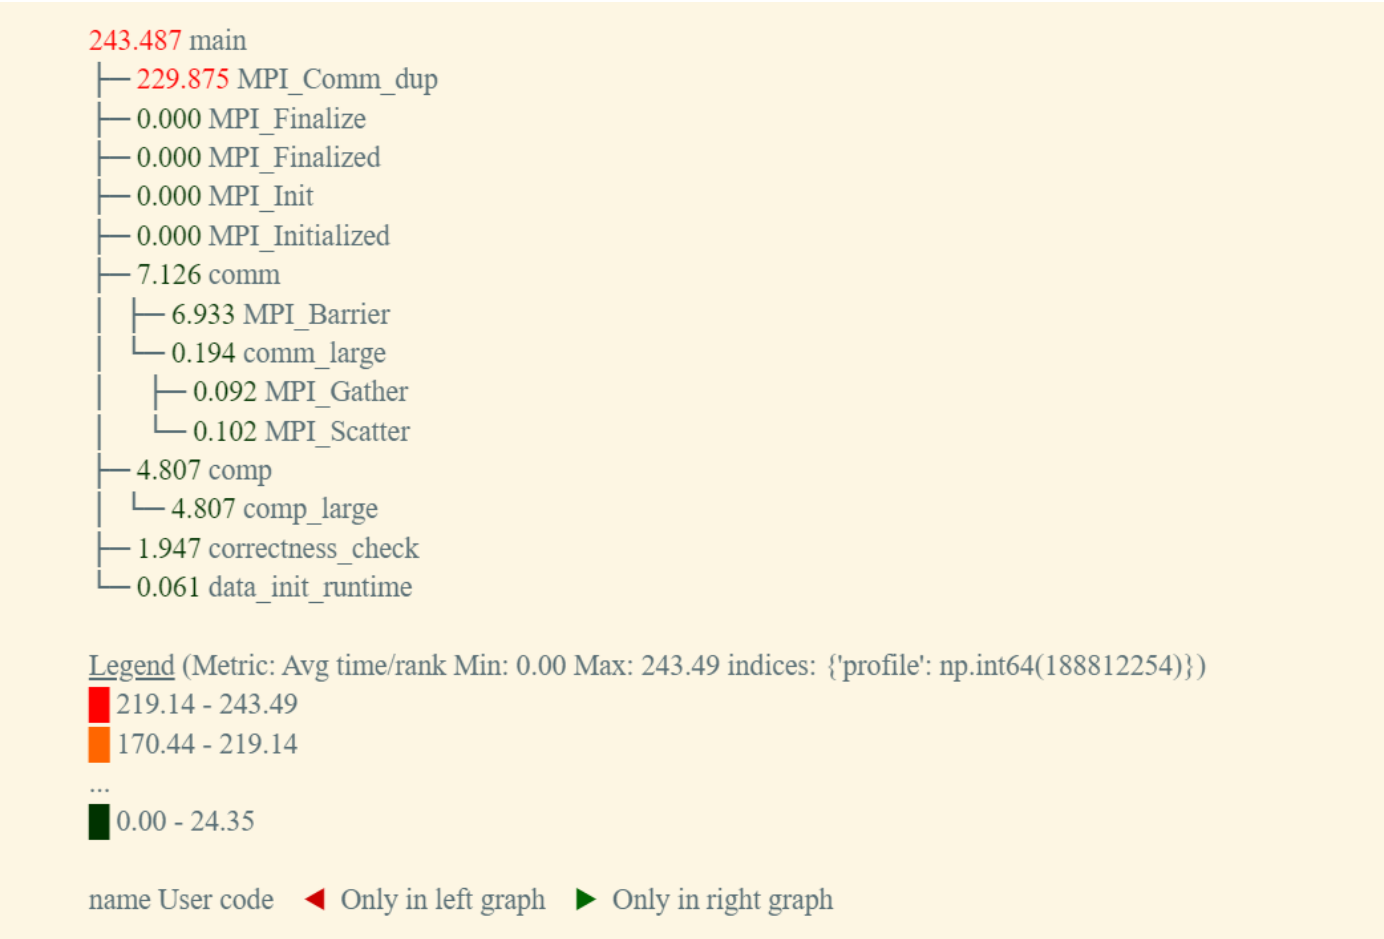 243.487 main
├─ 229.875 MPI_Comm_dup
├─ 0.000 MPI_Finalize
├─ 0.000 MPI_Finalized
├─ 0.000 MPI_Init
├─ 0.000 MPI_Initialized
├─ 7.126 comm
│  ├─ 6.933 MPI_Barrier
│  └─ 0.194 comm_large
│     ├─ 0.092 MPI_Gather
│     └─ 0.102 MPI_Scatter
├─ 4.807 comp
│  └─ 4.807 comp_large
├─ 1.947 correctness_check
└─ 0.061 data_init_runtime
Legend (Metric: Avg time/rank Min: 0.00 Max: 243.49 indices: {'profile': np.int64(188812254)})
█ 219.14 - 243.49
█ 170.44 - 219.14
...
█ 0.00 - 24.35
name User code ◀ Only in left graph ▶ Only in right graph